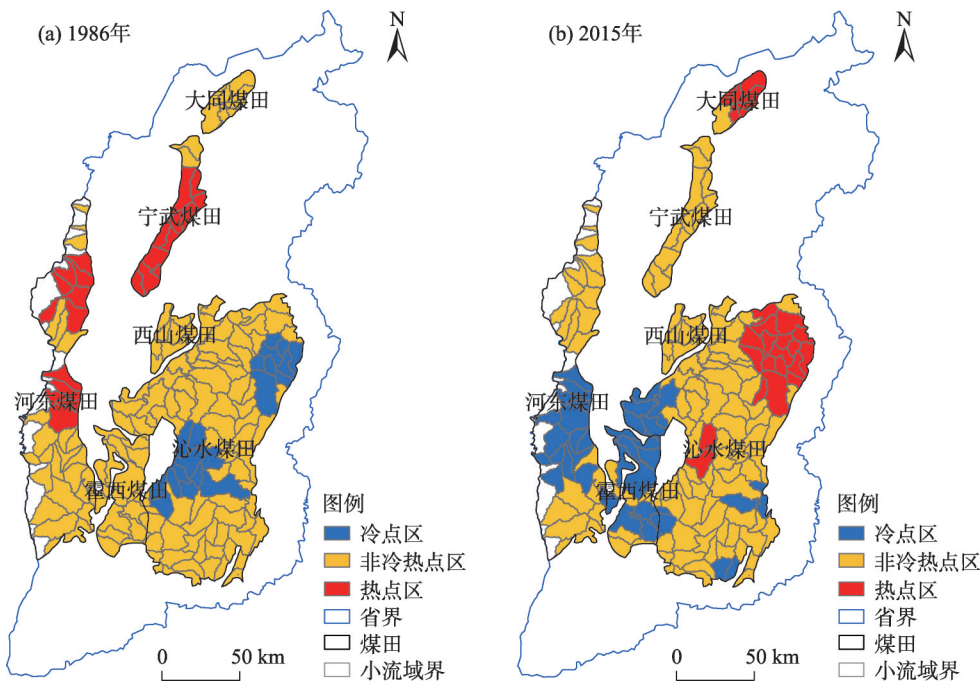 (a) 1986年
N
大同煤田
宁武煤田
西山煤田
河东煤田
沁水煤田
霍西煤田
图例
冷点区
非冷热点区
热点区
省界
煤田
小流域界
0 50 km
(b) 2015年
N
大同煤田
宁武煤田
西山煤田
河东煤田
沁水煤田
霍西煤田
图例
冷点区
非冷热点区
热点区
省界
煤田
小流域界
0 50 km